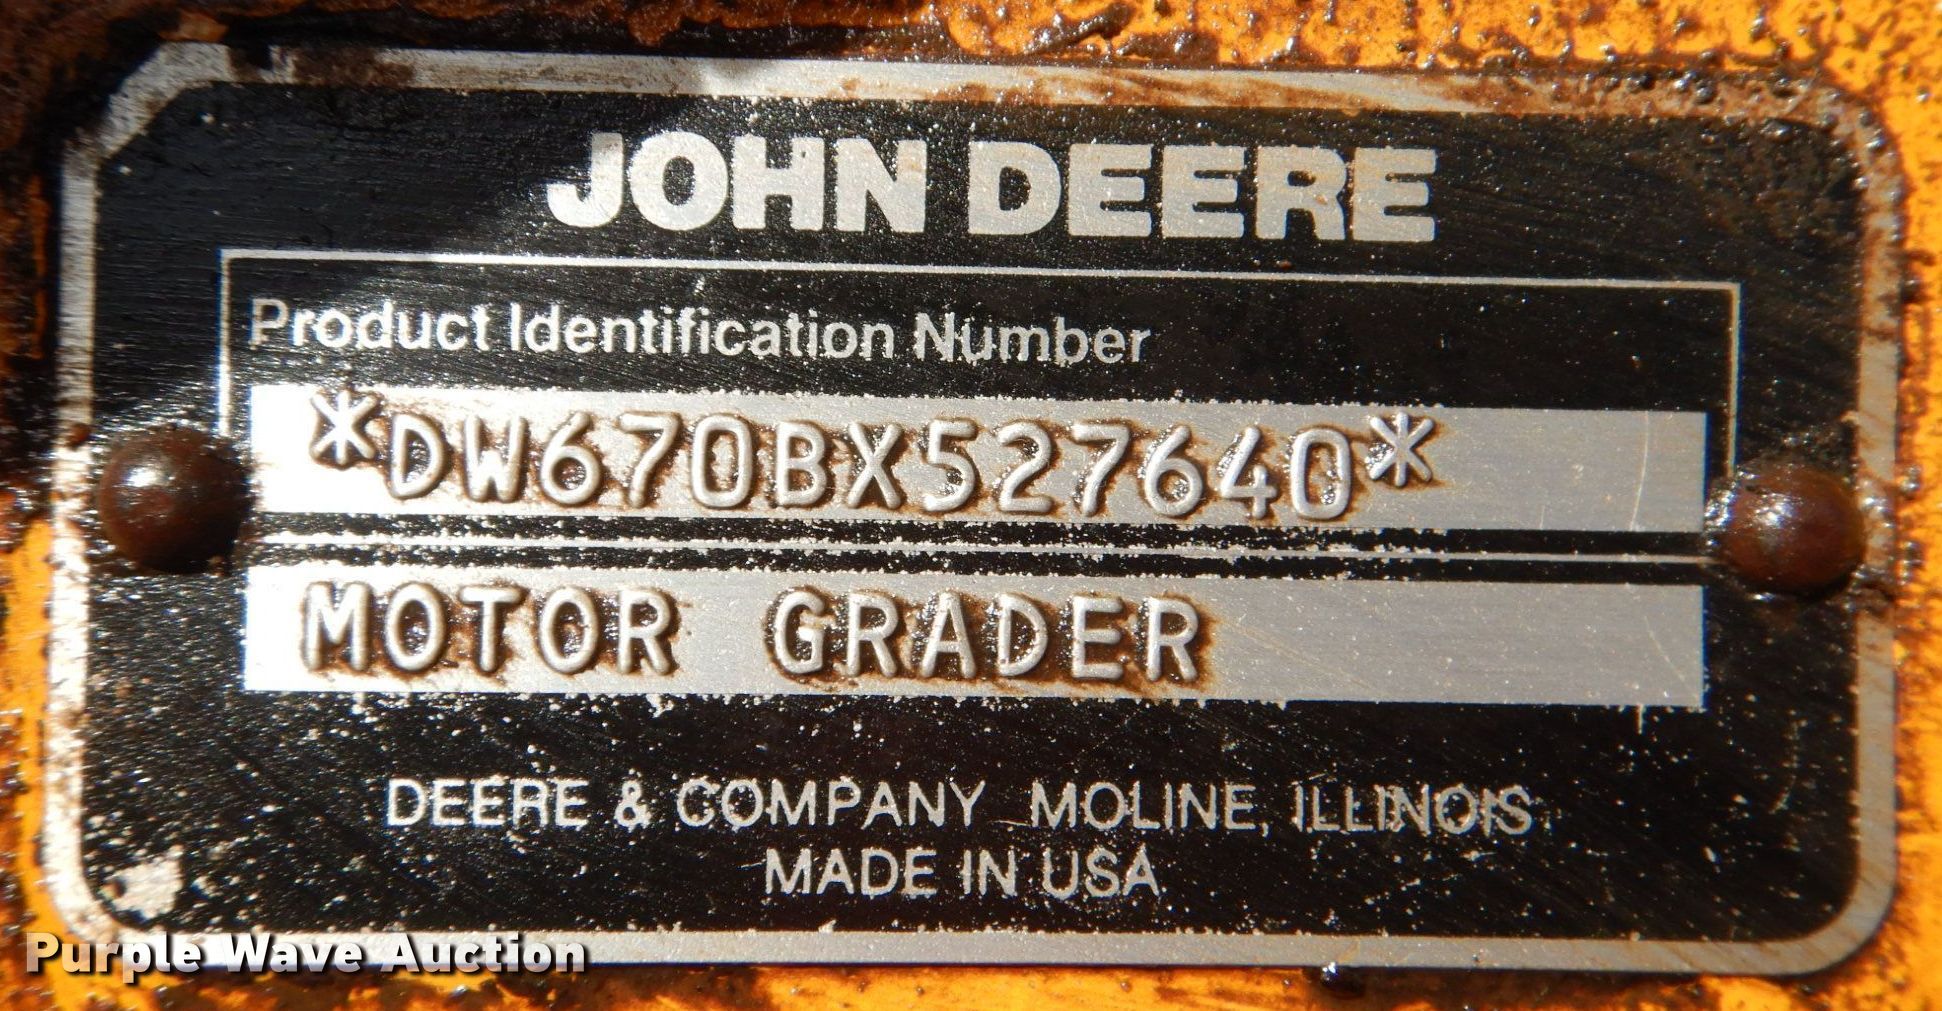 JOHN DEERE
Product Identification Number
*DW670BX527640*
MOTOR GRADER
DEERE & COMPANY MOLINE, ILLINOIS
MADE IN USA
Purple Wave Auction